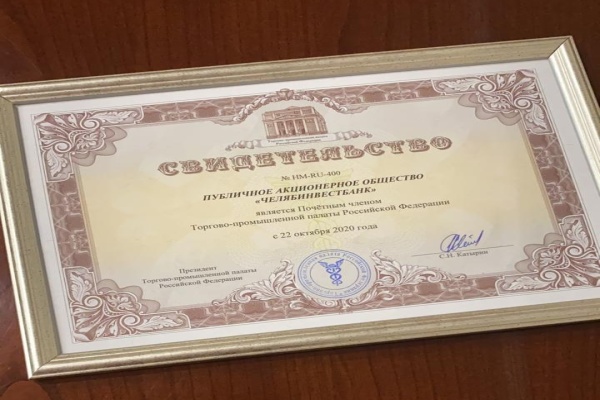 СВИДЕТЕЛЬСТВО
№ HM-RU-400
ПУБЛИЧНОЕ АКЦИОНЕРНОЕ ОБЩЕСТВО
«ЧЕЛЯБИНВЕСТБАНК»
является Почётным членом
Торгово-промышленной палаты Российской Федерации
с 22 октября 2020 года
Президент
Торгово-промышленной палаты
Российской Федерации
С.Н. Катырин